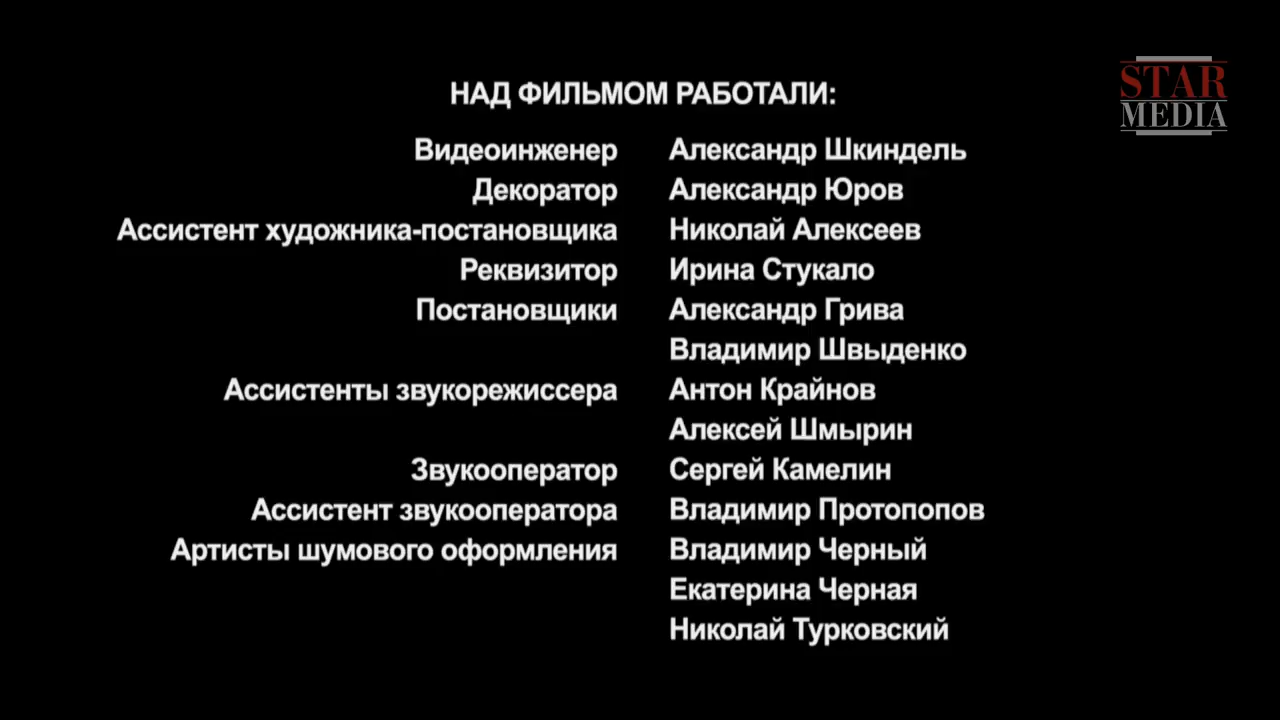 STAR
MEDIA
НАД ФИЛЬМОМ РАБОТАЛИ:
Видеоинженер Александр Шкиндель
Декоратор Александр Юров
Ассистент художника-постановщика Николай Алексеев
Реквизитор Ирина Стукало
Постановщики Александр Грива
Владимир Швыденко
Ассистенты звукорежиссера Антон Крайнов
Алексей Шмырин
Звукооператор Сергей Камелин
Ассистент звукооператора Владимир Протопопов
Артисты шумового оформления Владимир Черный
Екатерина Черная
Николай Турковский